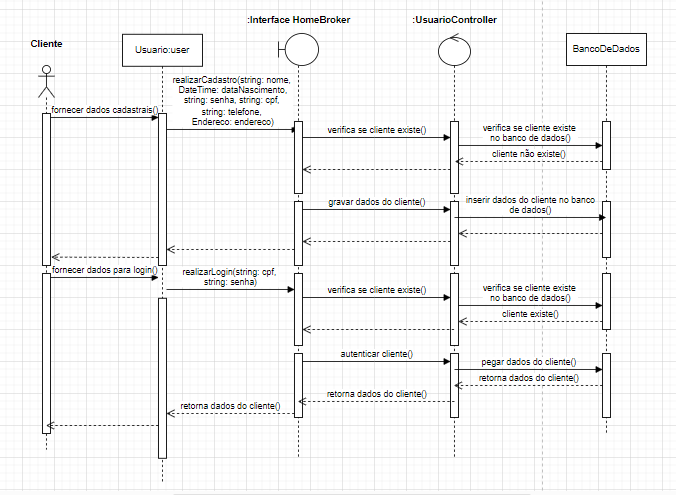 :Interface HomeBroker
:UsuarioController
Cliente
Usuario:user
BancoDeDados
fornecer dados cadastrais()
realizarCadastro(string: nome,
DateTime: dataNascimento,
string: senha, string: cpf,
string: telefone,
Endereco: endereco)
verifica se cliente existe()
verifica se cliente existe
no banco de dados()
cliente não existe()
gravar dados do cliente()
inserir dados do cliente no banco
de dados()
fornecer dados para login()
realizarLogin(string: cpf,
string: senha)
verifica se cliente existe()
verifica se cliente existe
no banco de dados()
cliente existe()
autenticar cliente()
pegar dados do cliente()
retorna dados do cliente()
retorna dados do cliente()
retorna dados do cliente()